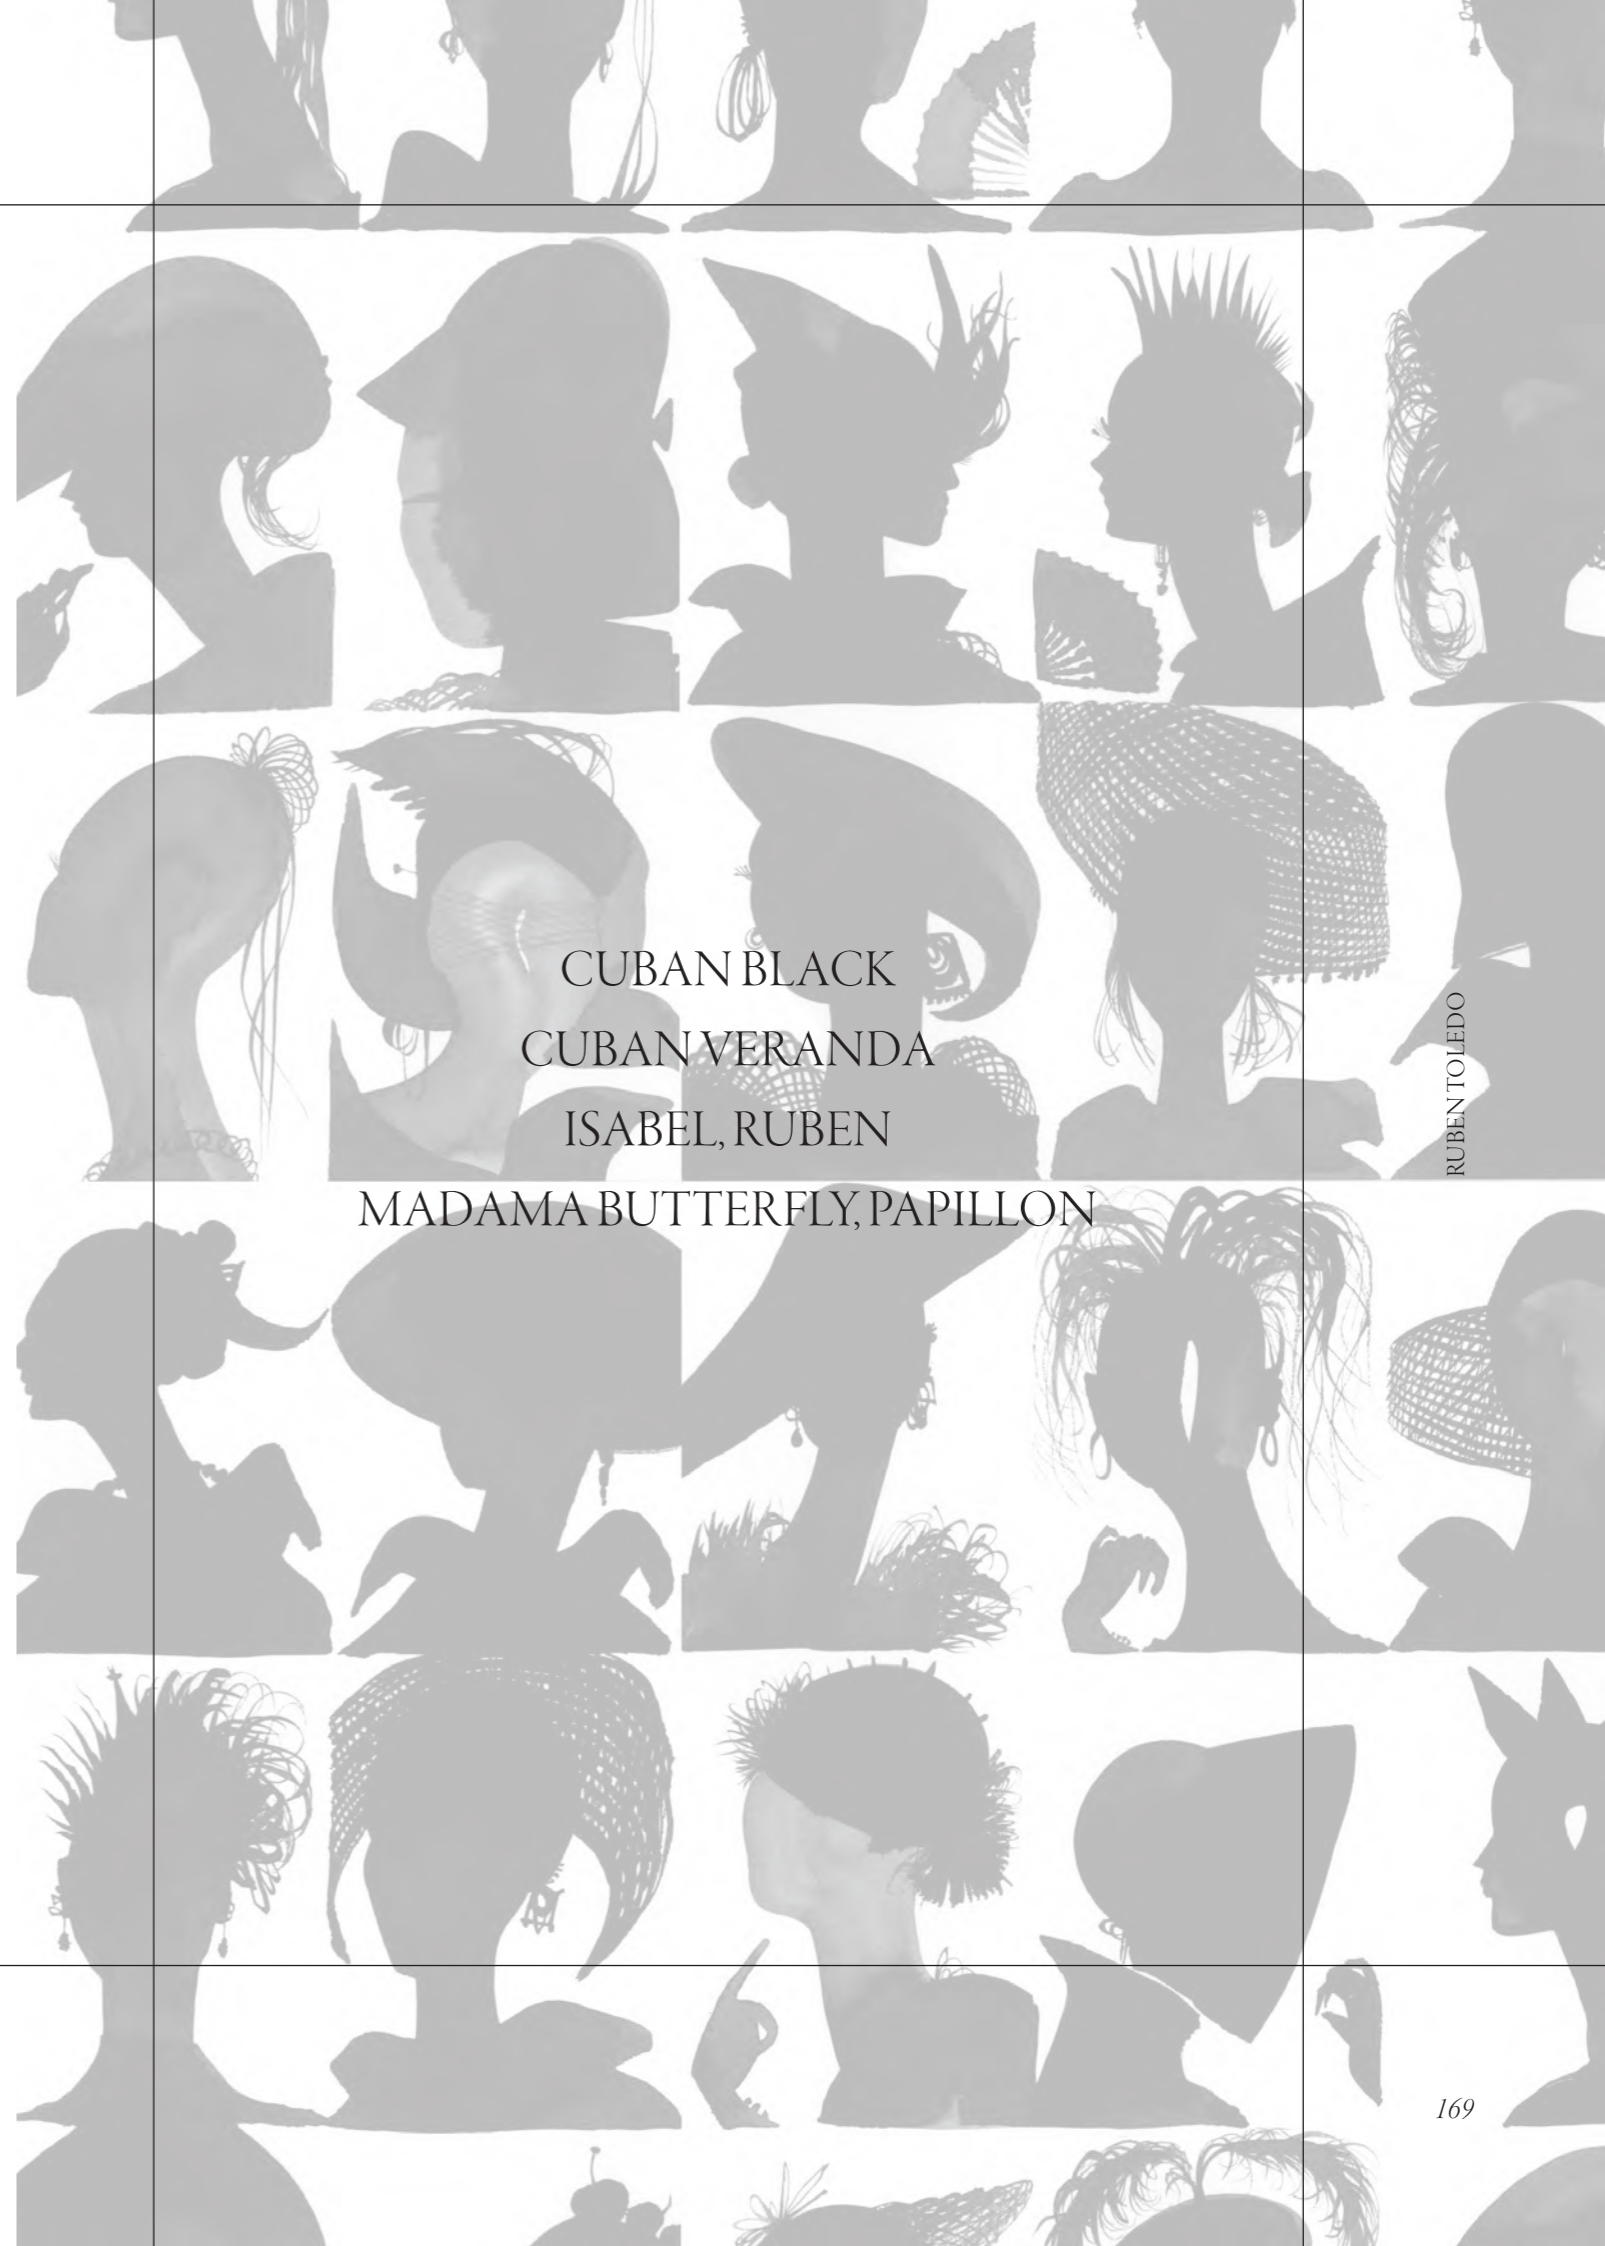 CUBAN BLACK
CUBAN VERANDA
ISABEL, RUBEN
MADAMA BUTTERFLY, PAPILLON
RUBEN TOLEDO
169